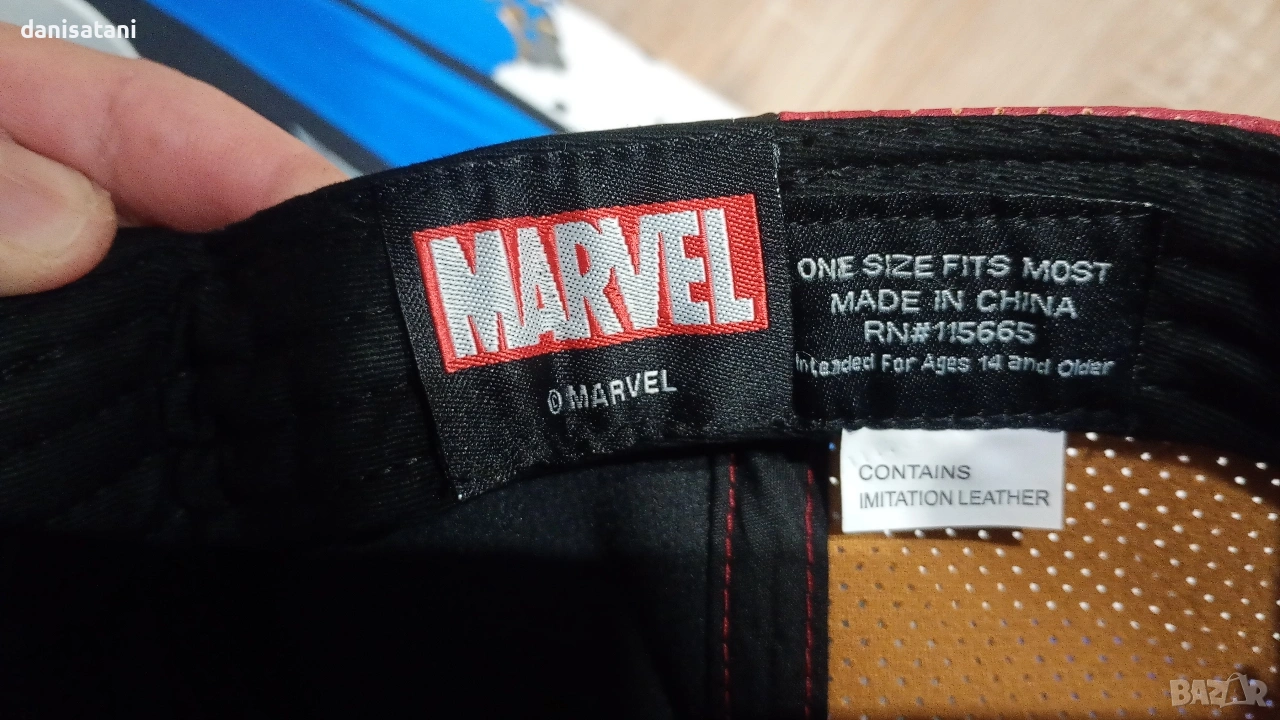 danisatani
MARVEL
© MARVEL
ONE SIZE FITS MOST
MADE IN CHINA
RN#115665
Intended For Ages 14 and Older
CONTAINS
IMITATION LEATHER
BAZAR